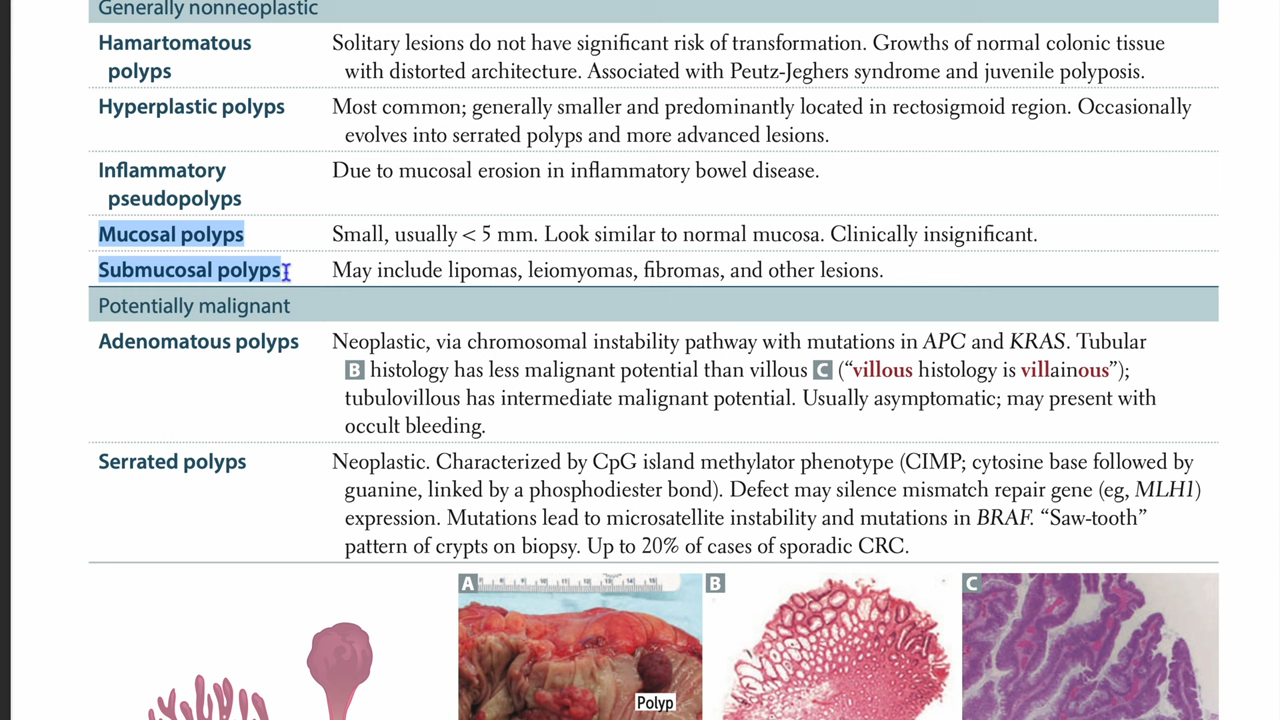 Generally nonneoplastic
Hamartomatous polyps
Solitary lesions do not have significant risk of transformation. Growths of normal colonic tissue
with distorted architecture. Associated with Peutz-Jeghers syndrome and juvenile polyposis.
Hyperplastic polyps
Most common; generally smaller and predominantly located in rectosigmoid region. Occasionally
evolves into serrated polyps and more advanced lesions.
Inflammatory pseudopolyps
Due to mucosal erosion in inflammatory bowel disease.
Mucosal polyps
Small, usually < 5 mm. Look similar to normal mucosa. Clinically insignificant.
Submucosal polyps
May include lipomas, leiomyomas, fibromas, and other lesions.
Potentially malignant
Adenomatous polyps
Neoplastic, via chromosomal instability pathway with mutations in APC and KRAS. Tubular
B histology has less malignant potential than villous C (“villous histology is villainous”);
tubulovillous has intermediate malignant potential. Usually asymptomatic; may present with
occult bleeding.
Serrated polyps
Neoplastic. Characterized by CpG island methylator phenotype (CIMP; cytosine base followed by
guanine, linked by a phosphodiester bond). Defect may silence mismatch repair gene (eg, MLH1)
expression. Mutations lead to microsatellite instability and mutations in BRAF. “Saw-tooth”
pattern of crypts on biopsy. Up to 20% of cases of sporadic CRC.
A
B
C
Polyp